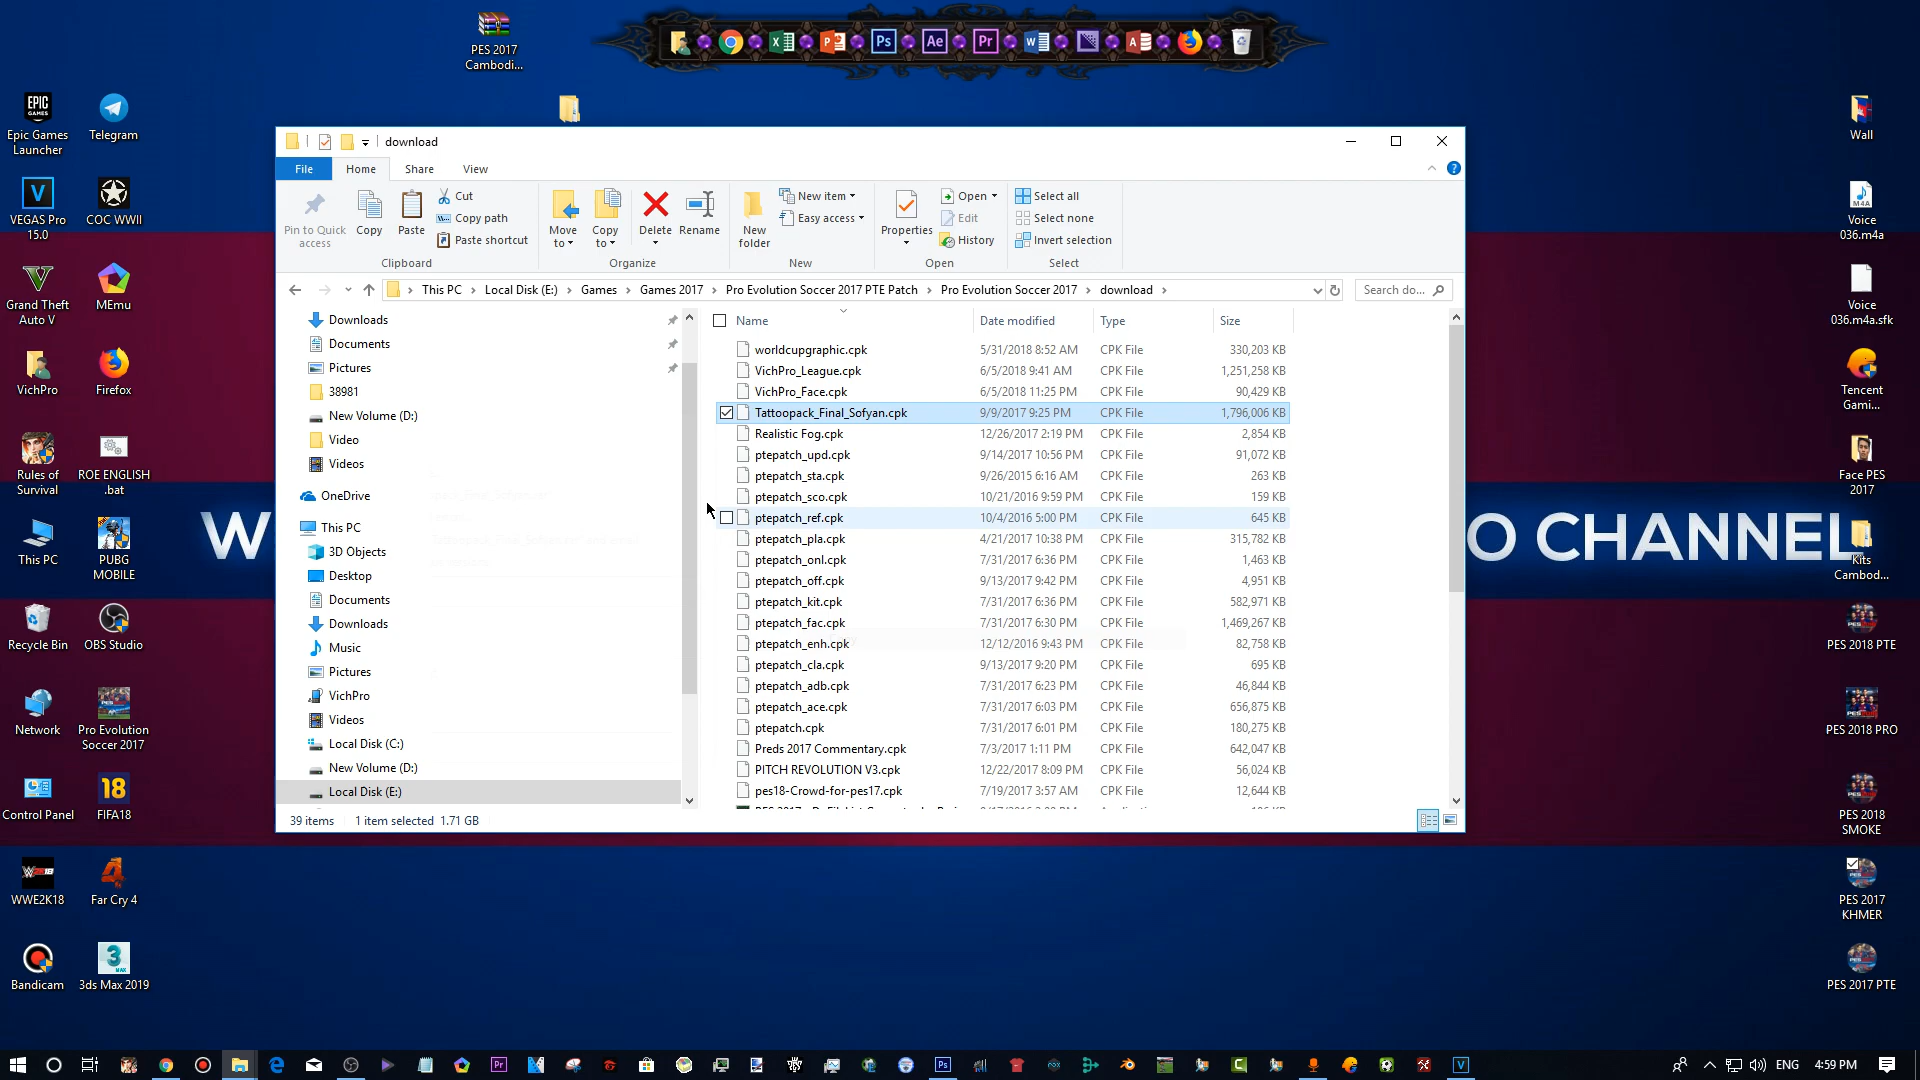 PES 2017
Cambodi...
Epic Games
Launcher
Telegram
VEGAS Pro
15.0
COC WWII
Grand Theft
Auto V
MEmu
VichPro
Firefox
Rules of
Survival
ROE ENGLISH
.bat
This PC
PUBG
MOBILE
Recycle Bin
OBS Studio
Network
Pro Evolution
Soccer 2017
Control Panel
FIFA18
WWE2K18
Far Cry 4
Bandicam
3ds Max 2019
download
File
Home
Share
View
Pin to Quick
access
Copy
Paste
Cut
Copy path
Paste shortcut
Clipboard
Move
to
Copy
to
Delete
Rename
Organize
New
folder
New item
Easy access
New
Properties
Open
Edit
History
Open
Select all
Select none
Invert selection
Select
This PC > Local Disk (E:) > Games > Games 2017 > Pro Evolution Soccer 2017 PTE Patch > Pro Evolution Soccer 2017 > download >
Search do...
Downloads
Documents
Pictures
38981
New Volume (D:)
Video
Videos
OneDrive
This PC
3D Objects
Desktop
Documents
Downloads
Music
Pictures
VichPro
Videos
Local Disk (C:)
New Volume (D:)
Local Disk (E:)
Name Date modified Type Size
worldcupgraphic.cpk 5/31/2018 8:52 AM CPK File 330,203 KB
VichPro_League.cpk 6/5/2018 9:41 AM CPK File 1,251,258 KB
VichPro_Face.cpk 6/5/2018 11:25 PM CPK File 90,429 KB
Tattoopack_Final_Sofyan.cpk 9/9/2017 9:25 PM CPK File 1,796,006 KB
Realistic Fog.cpk 12/26/2017 2:19 PM CPK File 2,854 KB
ptepatch_upd.cpk 9/14/2017 10:56 PM CPK File 91,072 KB
ptepatch_sta.cpk 9/26/2015 6:16 AM CPK File 263 KB
ptepatch_sco.cpk 10/21/2016 9:59 PM CPK File 159 KB
ptepatch_ref.cpk 10/4/2016 5:00 PM CPK File 645 KB
ptepatch_pla.cpk 4/21/2017 10:38 PM CPK File 315,782 KB
ptepatch_onl.cpk 7/31/2017 6:36 PM CPK File 1,463 KB
ptepatch_off.cpk 9/13/2017 9:42 PM CPK File 4,951 KB
ptepatch_kit.cpk 7/31/2017 6:36 PM CPK File 582,971 KB
ptepatch_fac.cpk 7/31/2017 6:30 PM CPK File 1,469,267 KB
ptepatch_enh.cpk 12/12/2016 9:43 PM CPK File 82,758 KB
ptepatch_cla.cpk 9/13/2017 9:20 PM CPK File 695 KB
ptepatch_adb.cpk 7/31/2017 6:23 PM CPK File 46,844 KB
ptepatch_ace.cpk 7/31/2017 6:03 PM CPK File 656,875 KB
ptepatch.cpk 7/31/2017 6:01 PM CPK File 180,275 KB
Preds 2017 Commentary.cpk 7/3/2017 1:11 PM CPK File 642,047 KB
PITCH REVOLUTION V3.cpk 12/22/2017 8:09 PM CPK File 56,024 KB
pes18-Crowd-for-pes17.cpk 7/19/2017 3:57 AM CPK File 12,644 KB
39 items 1 item selected 1.71 GB
W
O CHANNEL
Wall
Voice
036.m4a
Voice
036.m4a.sfk
Tencent
Gami...
Face PES
2017
Kits
Cambod...
PES 2018 PTE
PES 2018 PRO
PES 2018
SMOKE
PES 2017
KHMER
PES 2017 PTE
ENG
4:59 PM